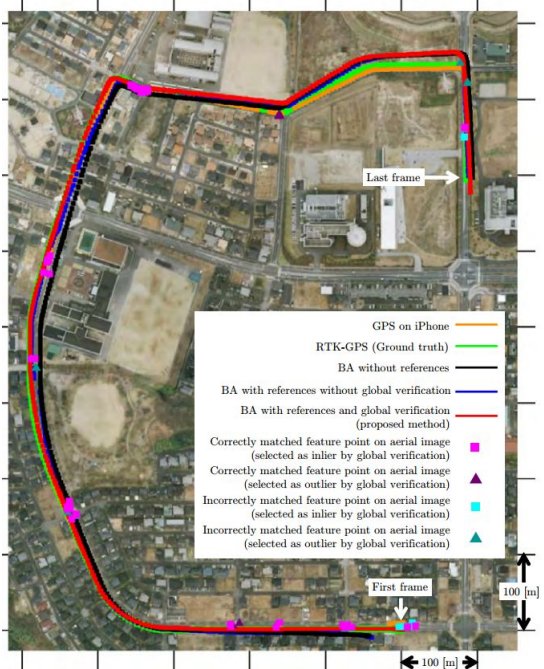 Last frame
GPS on iPhone
RTK-GPS (Ground truth)
BA without references
BA with references without global verification
BA with references and global verification
(proposed method)
Correctly matched feature point on aerial image
(selected as inlier by global verification)
Correctly matched feature point on aerial image
(selected as outlier by global verification)
Incorrectly matched feature point on aerial image
(selected as inlier by global verification)
Incorrectly matched feature point on aerial image
(selected as outlier by global verification)
First frame
100 [m]
100 [m]